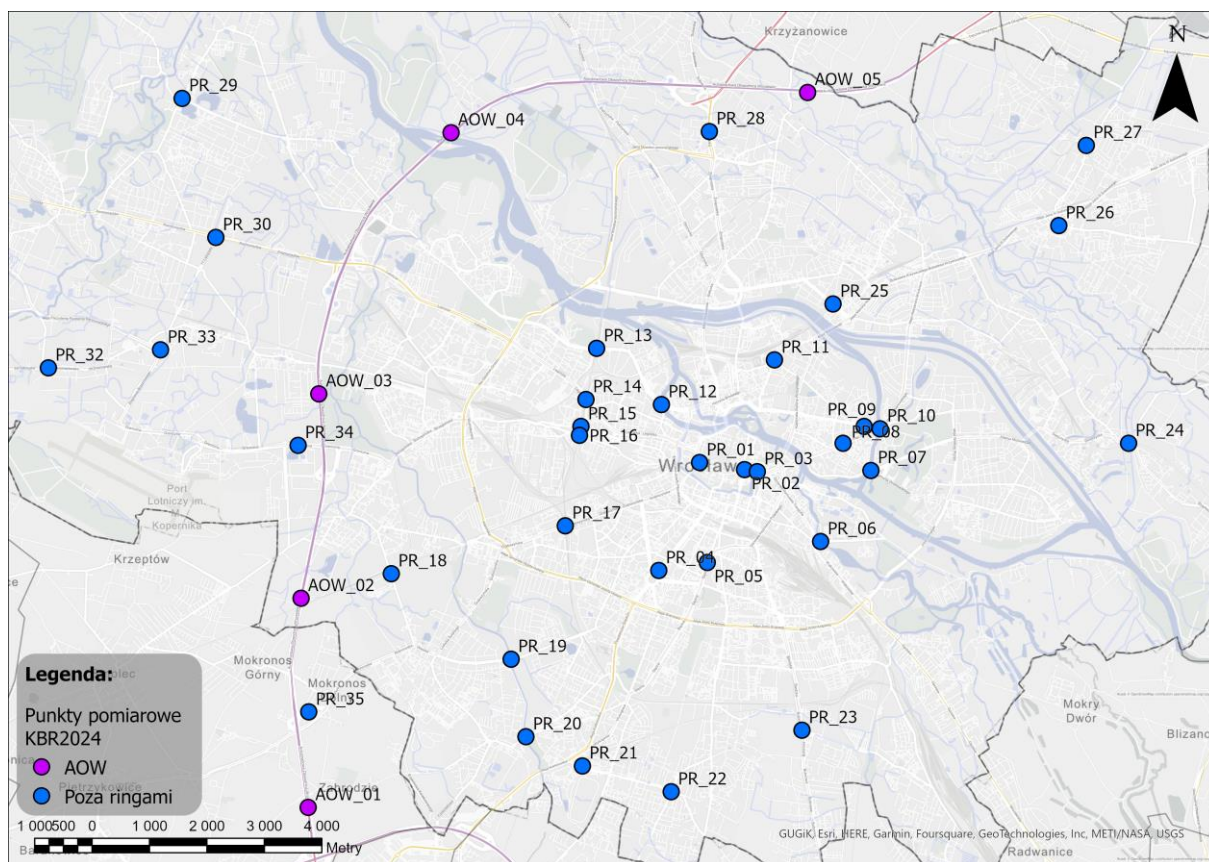 Krzyżanowice
N
AOW_05
PR_29
AOW_04
PR_28
PR_27
PR_26
PR_30
PR_25
PR_13
PR_11
PR_33
PR_32
AOW_03
PR_14
PR_12
PR_15
PR_09
PR_10
PR_16
PR_08
PR_34
PR_24
PR_01
PR_03
Wrocław
PR_02
PR_07
Port
Lotniczy im.
M.
Kopernika
PR_17
PR_06
Krzeptów
PR_18
PR_04
PR_05
AOW_02
PR_19
Mokronos
Górny
Mokronos
PR_35
PR_20
PR_23
PR_21
PR_22
Mokry
Dwór
Legenda:
Punkty pomiarowe
KBR2024
AOW
Poza ringami
Pietrzykowice
Zabrodzie
AOW_01
1 000 500 0 1 000 2 000 3 000 4 000
Metry
GUGiK, Esri, HERE, Garmin, Foursquare, GeoTechnologies, Inc, METI/NASA, USGS
Radwanice